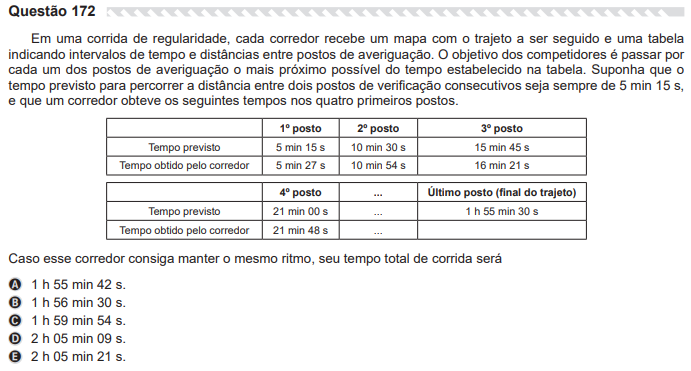 Questão 172
Em uma corrida de regularidade, cada corredor recebe um mapa com o trajeto a ser seguido e uma tabela
indicando intervalos de tempo e distâncias entre postos de averiguação. O objetivo dos competidores é passar por
cada um dos postos de averiguação o mais próximo possível do tempo estabelecido na tabela. Suponha que o
tempo previsto para percorrer a distância entre dois postos de verificação consecutivos seja sempre de 5 min 15 s,
e que um corredor obteve os seguintes tempos nos quatro primeiros postos.
1º posto 2º posto 3º posto
Tempo previsto 5 min 15 s 10 min 30 s 15 min 45 s
Tempo obtido pelo corredor 5 min 27 s 10 min 54 s 16 min 21 s
4º posto ... Último posto (final do trajeto)
Tempo previsto 21 min 00 s ... 1 h 55 min 30 s
Tempo obtido pelo corredor 21 min 48 s ...
Caso esse corredor consiga manter o mesmo ritmo, seu tempo total de corrida será
A 1 h 55 min 42 s.
B 1 h 56 min 30 s.
C 1 h 59 min 54 s.
D 2 h 05 min 09 s.
E 2 h 05 min 21 s.